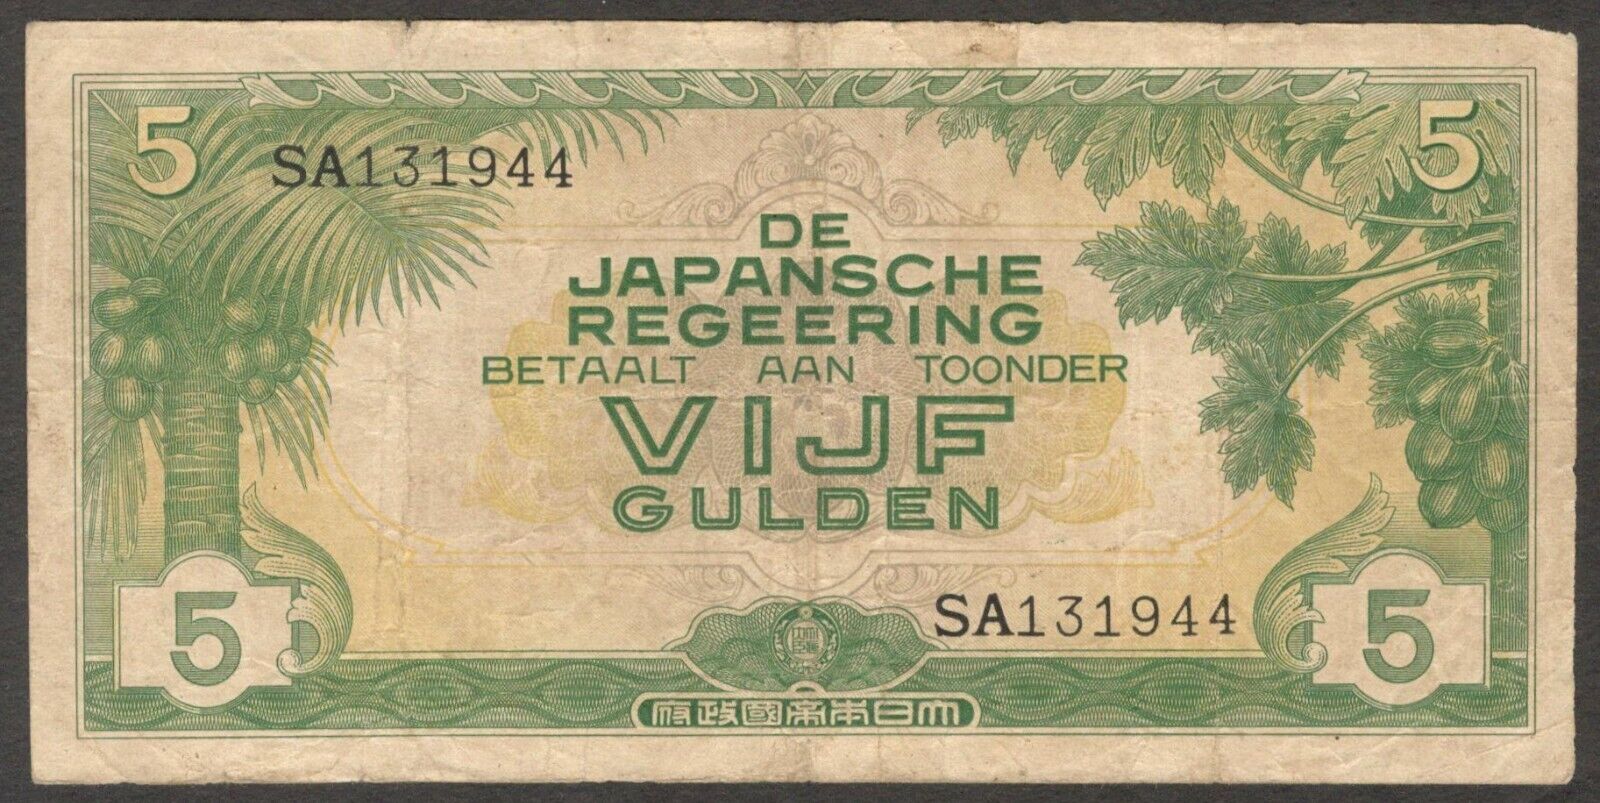 5
5
SA131944
DE
JAPANSCHE
REGEERING
BETAALT AAN TOONDER
VIJF
GULDEN
SA131944
5
5
大日本帝國政府